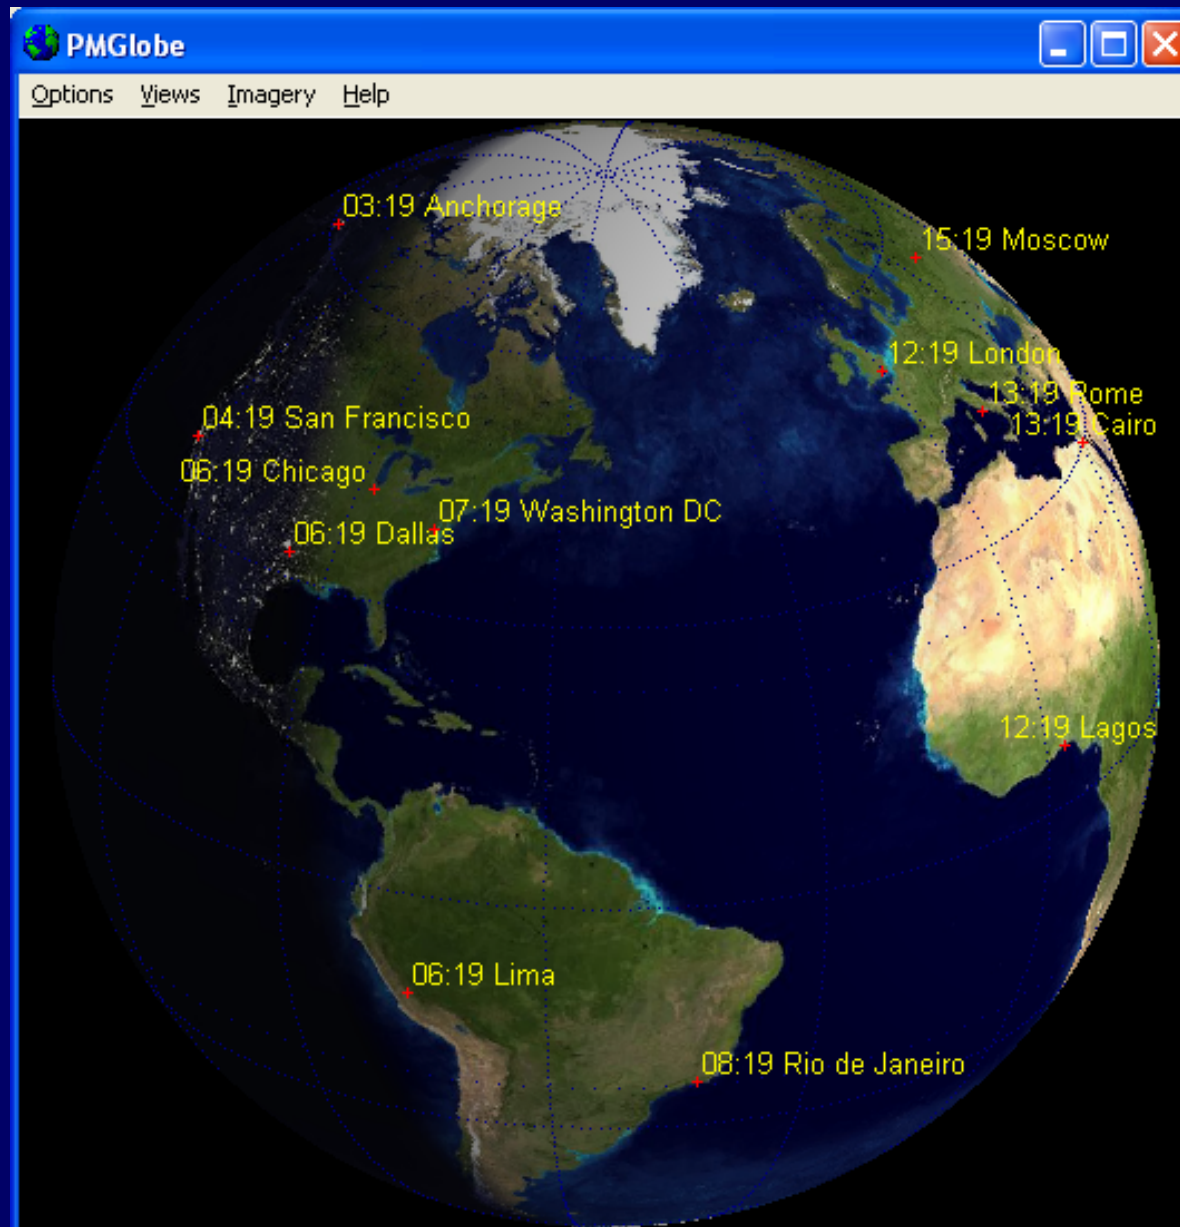 PMGlobe
Options Views Imagery Help
03:19 Anchorage
15:19 Moscow
12:19 London
13:19 Rome
13:19 Cairo
04:19 San Francisco
06:19 Chicago
07:19 Washington DC
06:19 Dallas
12:19 Lagos
06:19 Lima
08:19 Rio de Janeiro